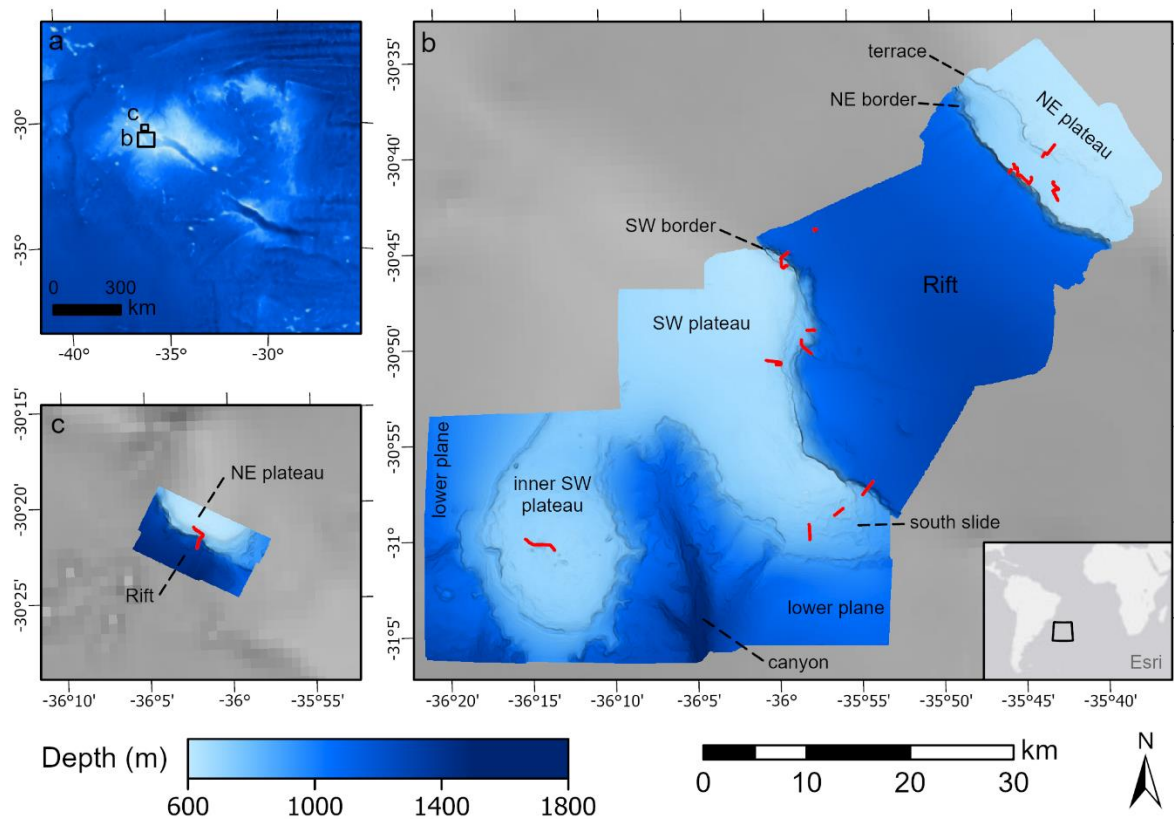 a
c
b
-30°
-35°
0
300
km
-40°
-35°
-30°
b
-30°35'
-30°40'
-30°45'
-30°50'
-30°55'
-31°
-31°5'
terrace
NE border
NE plateau
SW border
Rift
SW plateau
lower plane
inner SW
plateau
south slide
lower plane
canyon
Esri
-36°20'
-36°15'
-36°10'
-36°5'
-36°
-35°55'
-35°50'
-35°45'
-35°40'
c
-30°15'
-30°20'
-30°25'
NE plateau
Rift
-36°10'
-36°5'
-36°
-35°55'
Depth (m)
600
1000
1400
1800
km
0
10
20
30
N